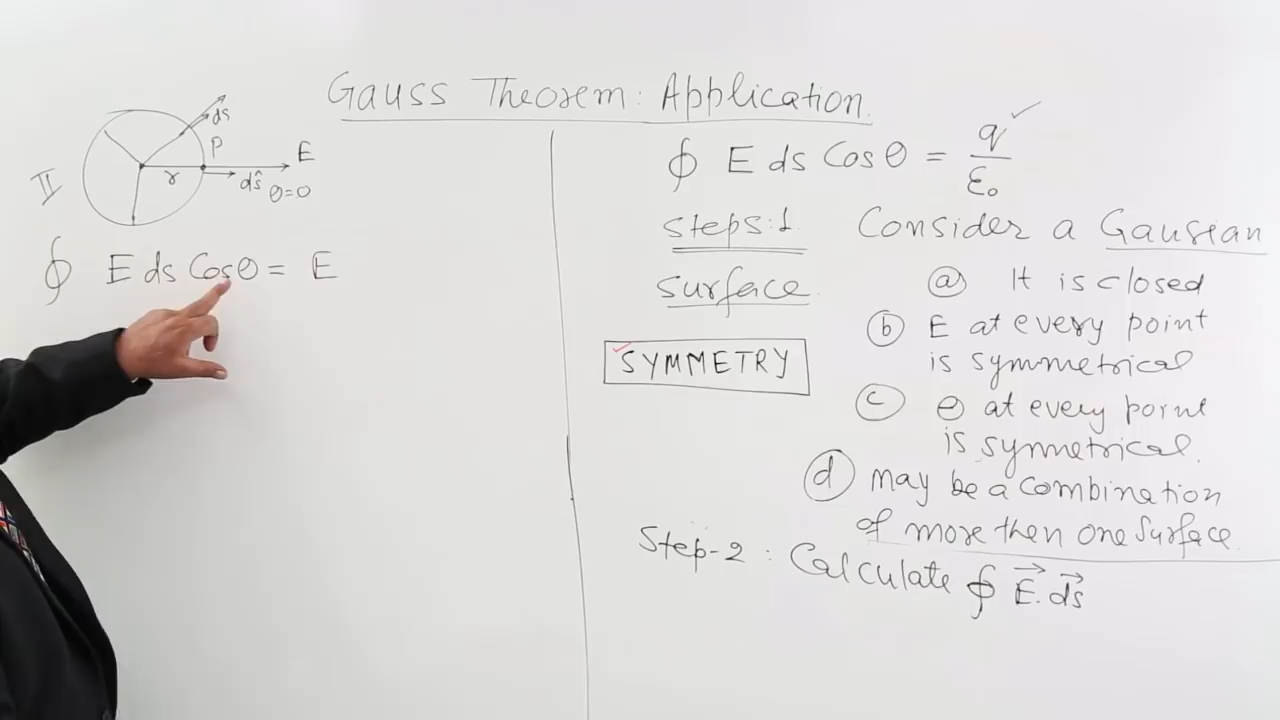 Gauss Theorem: Application.
ds
P
E
r
dŝ
θ=0
II
∮ E ds Cosθ = E
∮ E ds Cosθ = q/ε₀ ✓
Steps:1. Consider a Gausian
surface
(a) It is closed
(b) E at every point
is symmetrical
SYMMETRY
(c) θ at every point
is symmetrical.
(d) may be a combination
of more then one Surface.
Step-2: Calculate ∮ E⃗.ds⃗